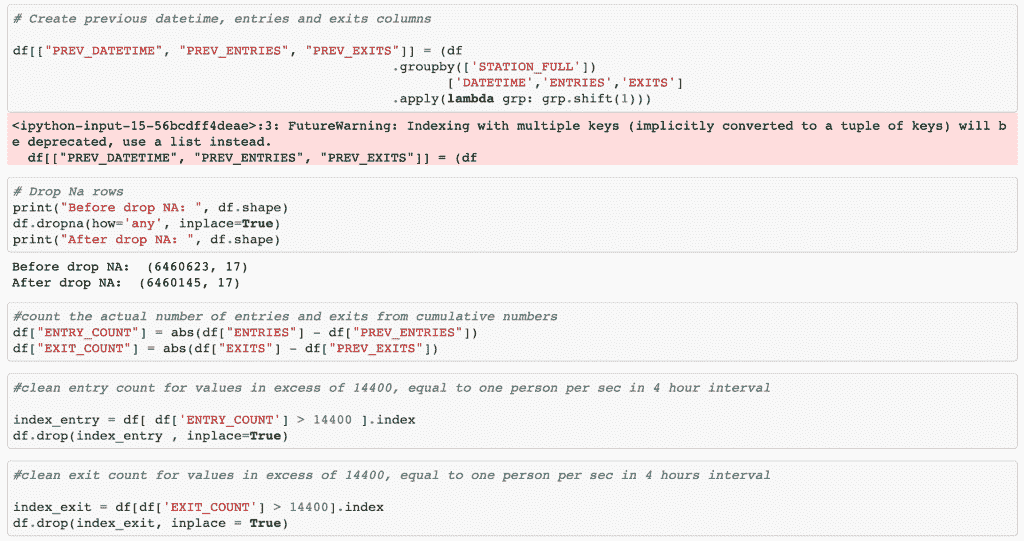 # Create previous datetime, entries and exits columns
df[["PREV_DATETIME", "PREV_ENTRIES", "PREV_EXITS"]] = (df
.groupby(['STATION_FULL'])
['DATETIME','ENTRIES','EXITS']
.apply(lambda grp: grp.shift(1)))
<ipython-input-15-56bcdff4deae>:3: FutureWarning: Indexing with multiple keys (implicitly converted to a tuple of keys) will b
e deprecated, use a list instead.
df[["PREV_DATETIME", "PREV_ENTRIES", "PREV_EXITS"]] = (df
# Drop Na rows
print("Before drop NA: ", df.shape)
df.dropna(how='any', inplace=True)
print("After drop NA: ", df.shape)
Before drop NA:  (6460623, 17)
After drop NA:  (6460145, 17)
#count the actual number of entries and exits from cumulative numbers
df["ENTRY_COUNT"] = abs(df["ENTRIES"] - df["PREV_ENTRIES"])
df["EXIT_COUNT"] = abs(df["EXITS"] - df["PREV_EXITS"])
#clean entry count for values in excess of 14400, equal to one person per sec in 4 hour interval
index_entry = df[ df['ENTRY_COUNT'] > 14400 ].index
df.drop(index_entry , inplace=True)
#clean exit count for values in excess of 14400, equal to one person per sec in 4 hours interval
index_exit = df[df['EXIT_COUNT'] > 14400].index
df.drop(index_exit, inplace = True)